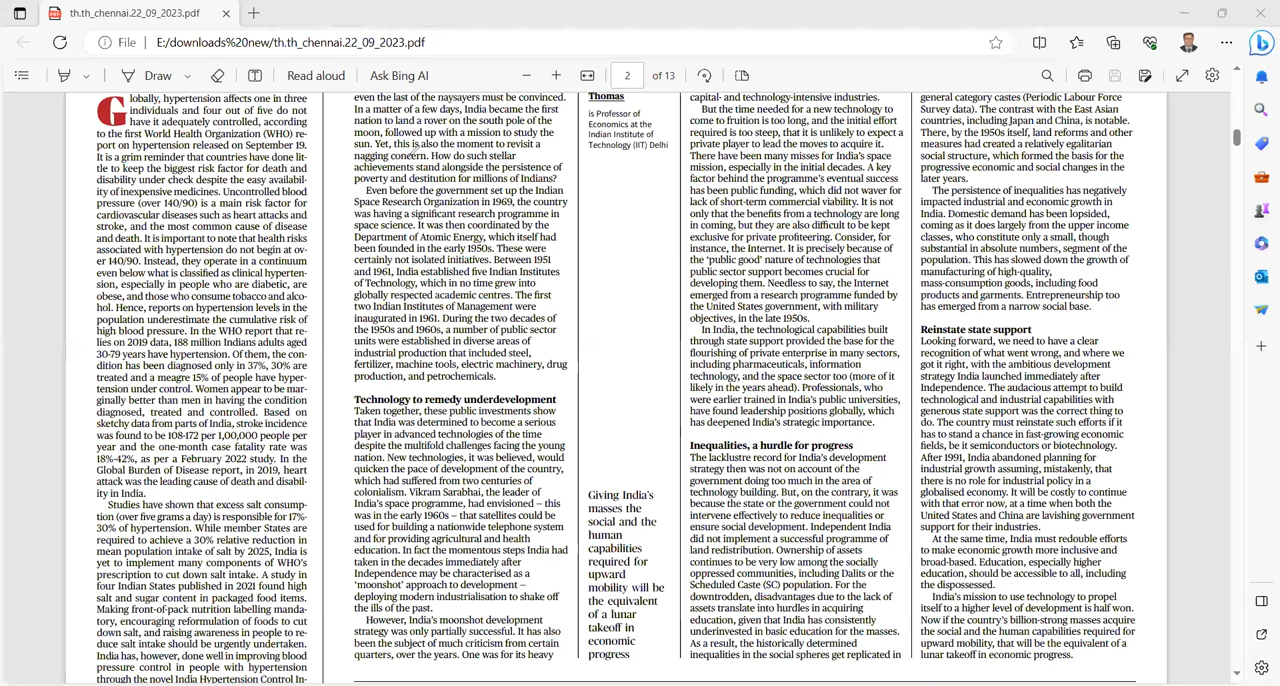 th.th_chennai.22_09_2023.pdf
File
E:/downloads%20new/th.th_chennai.22_09_2023.pdf
Draw
Read aloud
Ask Bing AI
2
of 13
G
lobally, hypertension affects one in three
individuals and four out of five do not
have it adequately controlled, according
to the first World Health Organization (WHO) re-
port on hypertension released on September 19.
It is a grim reminder that countries have done lit-
tle to keep the biggest risk factor for death and
disability under check despite the easy availabil-
ity of inexpensive medicines. Uncontrolled blood
pressure (over 140/90) is a main risk factor for
cardiovascular diseases such as heart attacks and
stroke, and the most common cause of disease
and death. It is important to note that health risks
associated with hypertension do not begin at ov-
er 140/90. Instead, they operate in a continuum
even below what is classified as clinical hyperten-
sion, especially in people who are diabetic, are
obese, and those who consume tobacco and alco-
hol. Hence, reports on hypertension levels in the
population underestimate the cumulative risk of
high blood pressure. In the WHO report that re-
lies on 2019 data, 188 million Indians adults aged
30-79 years have hypertension. Of them, the con-
dition has been diagnosed only in 37%, 30% are
treated and a meagre 15% of people have hyper-
tension under control. Women appear to be mar-
ginally better than men in having the condition
diagnosed, treated and controlled. Based on
sketchy data from parts of India, stroke incidence
was found to be 108-172 per 1,00,000 people per
year and the one-month case fatality rate was
18%-42%, as per a February 2022 study. In the
Global Burden of Disease report, in 2019, heart
attack was the leading cause of death and disabil-
ity in India.
Studies have shown that excess salt consump-
tion (over five grams a day) is responsible for 17%-
30% of hypertension. While member States are
required to achieve a 30% relative reduction in
mean population intake of salt by 2025, India is
yet to implement many components of WHO's
prescription to cut down salt intake. A study in
four Indian States published in 2021 found high
salt and sugar content in packaged food items.
Making front-of-pack nutrition labelling manda-
tory, encouraging reformulation of foods to cut
down salt, and raising awareness in people to re-
duce salt intake should be urgently undertaken.
India has, however, done well in improving blood
pressure control in people with hypertension
through the novel India Hypertension Control In-
even the last of the naysayers must be convinced.
In a matter of a few days, India became the first
nation to land a rover on the south pole of the
moon, followed up with a mission to study the
sun. Yet, this is also the moment to revisit a
nagging concern. How do such stellar
achievements stand alongside the persistence of
poverty and destitution for millions of Indians?
Even before the government set up the Indian
Space Research Organization in 1969, the country
was having a significant research programme in
space science. It was then coordinated by the
Department of Atomic Energy, which itself had
been founded in the early 1950s. These were
certainly not isolated initiatives. Between 1951
and 1961, India established five Indian Institutes
of Technology, which in no time grew into
globally respected academic centres. The first
two Indian Institutes of Management were
inaugurated in 1961. During the two decades of
the 1950s and 1960s, a number of public sector
units were established in diverse areas of
industrial production that included steel,
fertilizer, machine tools, electric machinery, drug
production, and petrochemicals.
Technology to remedy underdevelopment
Taken together, these public investments show
that India was determined to become a serious
player in advanced technologies of the time
despite the multifold challenges facing the young
nation. New technologies, it was believed, would
quicken the pace of development of the country,
which had suffered from two centuries of
colonialism. Vikram Sarabhai, the leader of
India's space programme, had envisioned – this
was in the early 1960s – that satellites could be
used for building a nationwide telephone system
and for providing agricultural and health
education. In fact the momentous steps India had
taken in the decades immediately after
Independence may be characterised as a
'moonshot' approach to development –
deploying modern industrialisation to shake off
the ills of the past.
However, India's moonshot development
strategy was only partially successful. It has also
been the subject of much criticism from certain
quarters, over the years. One was for its heavy
Thomas
is Professor of
Economics at the
Indian Institute of
Technology (IIT) Delhi
Giving India's
masses the
social and the
human
capabilities
required for
upward
mobility will be
the equivalent
of a lunar
takeoff in
economic
progress
capital- and technology-intensive industries.
But the time needed for a new technology to
come to fruition is too long, and the initial effort
required is too steep, that it is unlikely to expect a
private player to lead the moves to acquire it.
There have been many misses for India's space
mission, especially in the initial decades. A key
factor behind the programme's eventual success
has been public funding, which did not waver for
lack of short-term commercial viability. It is not
only that the benefits from a technology are long
in coming, but they are also difficult to be kept
exclusive for private profiteering. Consider, for
instance, the Internet. It is precisely because of
the 'public good' nature of technologies that
public sector support becomes crucial for
developing them. Needless to say, the Internet
emerged from a research programme funded by
the United States government, with military
objectives, in the late 1950s.
In India, the technological capabilities built
through state support provided the base for the
flourishing of private enterprise in many sectors,
including pharmaceuticals, information
technology, and the space sector too (more of it
likely in the years ahead). Professionals, who
were earlier trained in India's public universities,
have found leadership positions globally, which
has deepened India's strategic importance.
Inequalities, a hurdle for progress
The lacklustre record for India's development
strategy then was not on account of the
government doing too much in the area of
technology building. But, on the contrary, it was
because the state or the government could not
intervene effectively to reduce inequalities or
ensure social development. Independent India
did not implement a successful programme of
land redistribution. Ownership of assets
continues to be very low among the socially
oppressed communities, including Dalits or the
Scheduled Caste (SC) population. For the
downtrodden, disadvantages due to the lack of
assets translate into hurdles in acquiring
education, given that India has consistently
underinvested in basic education for the masses.
As a result, the historically determined
inequalities in the social spheres get replicated in
general category castes (Periodic Labour Force
Survey data). The contrast with the East Asian
countries, including Japan and China, is notable.
There, by the 1950s itself, land reforms and other
measures had created a relatively egalitarian
social structure, which formed the basis for the
progressive economic and social changes in the
later years.
The persistence of inequalities has negatively
impacted industrial and economic growth in
India. Domestic demand has been lopsided,
coming as it does largely from the upper income
classes, who constitute only a small, though
substantial in absolute numbers, segment of the
population. This has slowed down the growth of
manufacturing of high-quality,
mass-consumption goods, including food
products and garments. Entrepreneurship too
has emerged from a narrow social base.
Reinstate state support
Looking forward, we need to have a clear
recognition of what went wrong, and where we
got it right, with the ambitious development
strategy India launched immediately after
Independence. The audacious attempt to build
technological and industrial capabilities with
generous state support was the correct thing to
do. The country must reinstate such efforts if it
has to stand a chance in fast-growing economic
fields, be it semiconductors or biotechnology.
After 1991, India abandoned planning for
industrial growth assuming, mistakenly, that
there is no role for industrial policy in a
globalised economy. It will be costly to continue
with that error now, at a time when both the
United States and China are lavishing government
support for their industries.
At the same time, India must redouble efforts
to make economic growth more inclusive and
broad-based. Education, especially higher
education, should be accessible to all, including
the dispossessed.
India's mission to use technology to propel
itself to a higher level of development is half won.
Now if the country's billion-strong masses acquire
the social and the human capabilities required for
upward mobility, that will be the equivalent of a
lunar takeoff in economic progress.